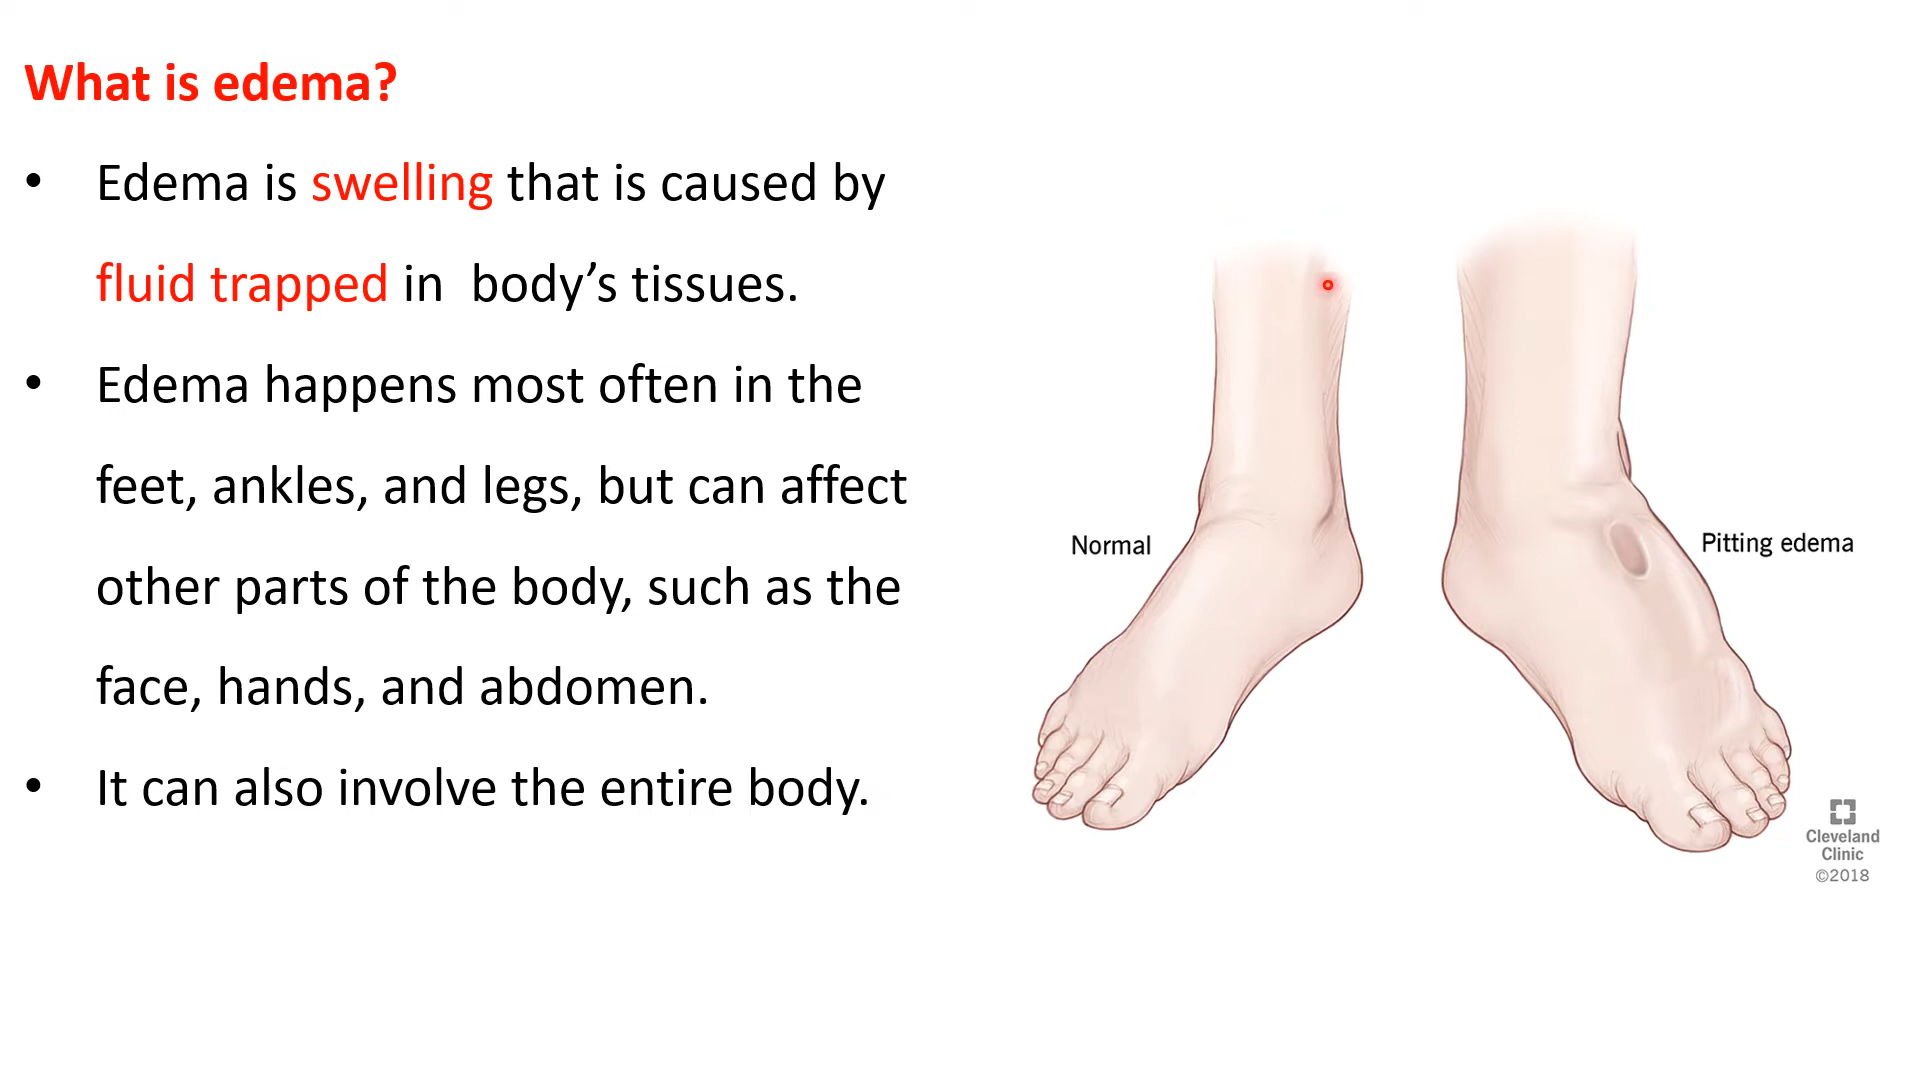 What is edema?
• Edema is swelling that is caused by
fluid trapped in  body’s tissues.
• Edema happens most often in the
feet, ankles, and legs, but can affect
other parts of the body, such as the
face, hands, and abdomen.
• It can also involve the entire body.
Normal
Pitting edema
Cleveland
Clinic
©2018